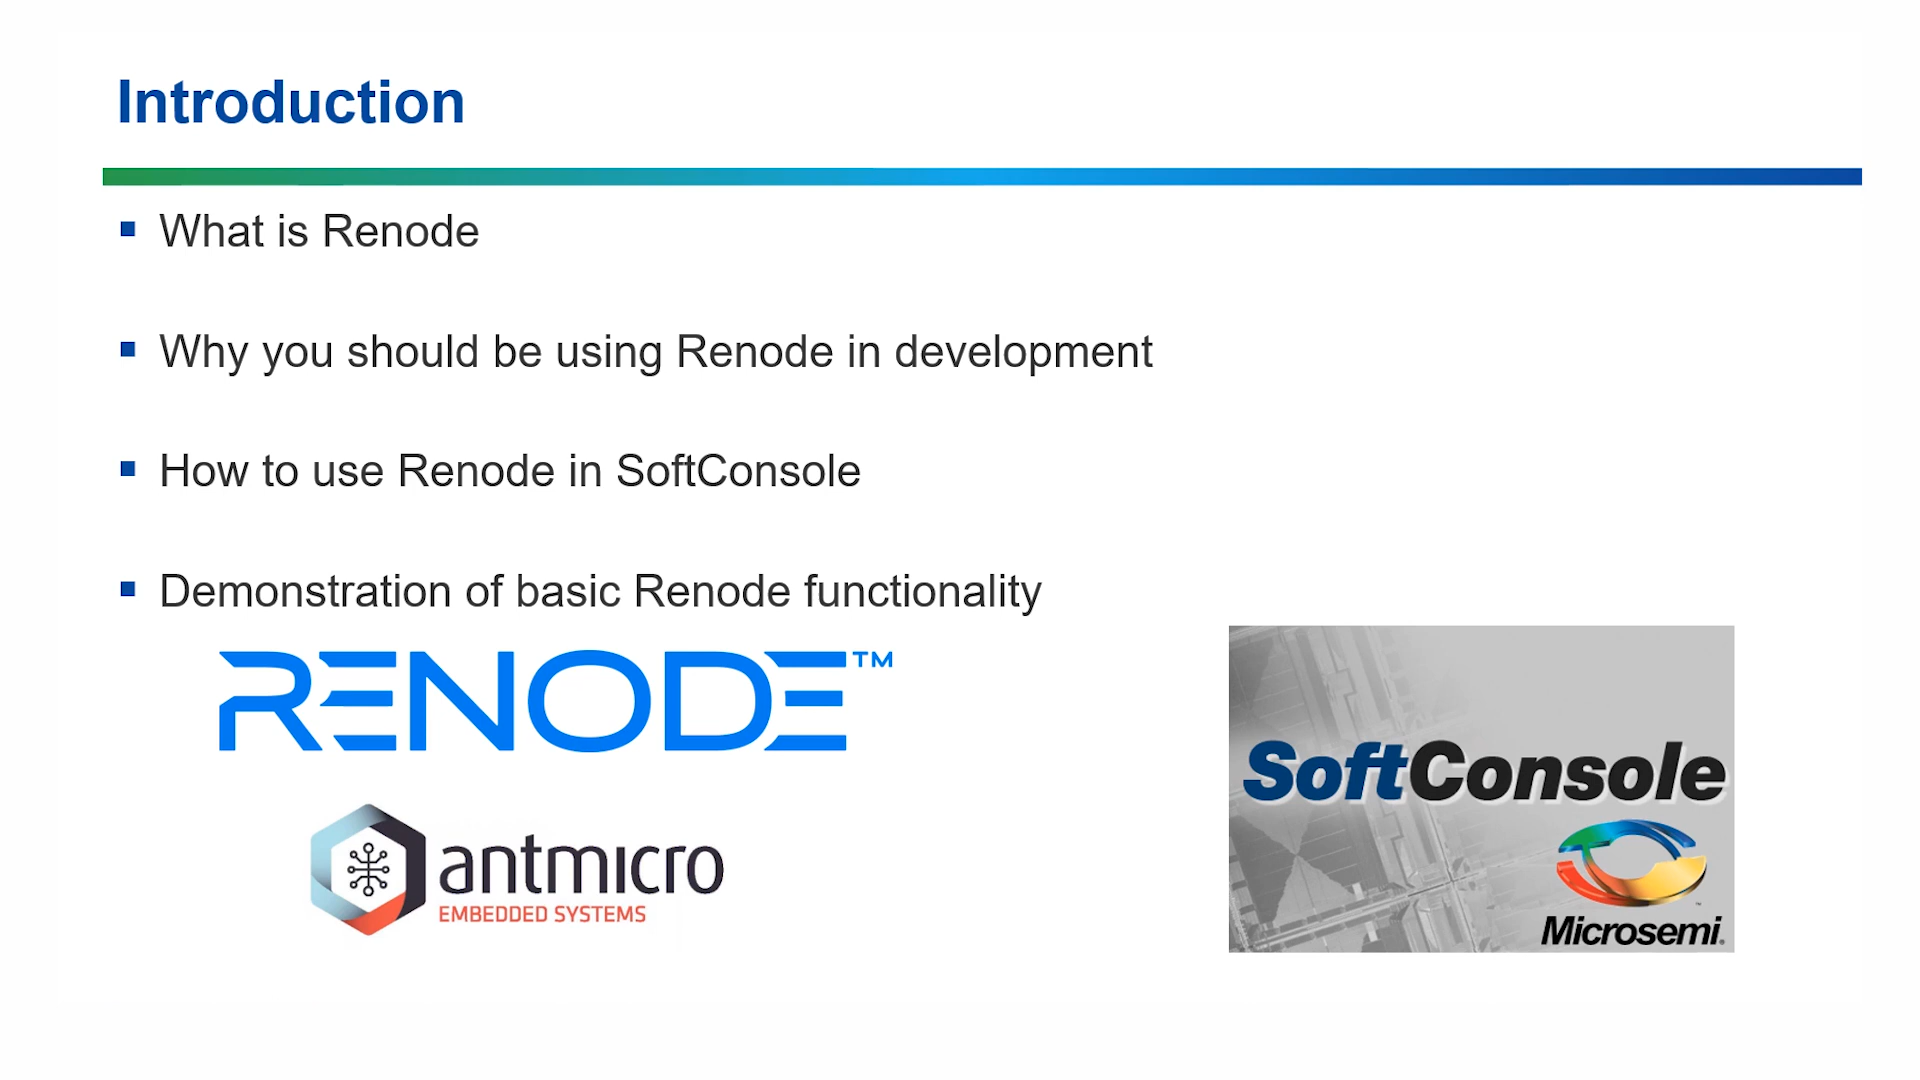 Introduction
What is Renode
Why you should be using Renode in development
How to use Renode in SoftConsole
Demonstration of basic Renode functionality
RENODE™
antmicro
EMBEDDED SYSTEMS
SoftConsole
Microsemi